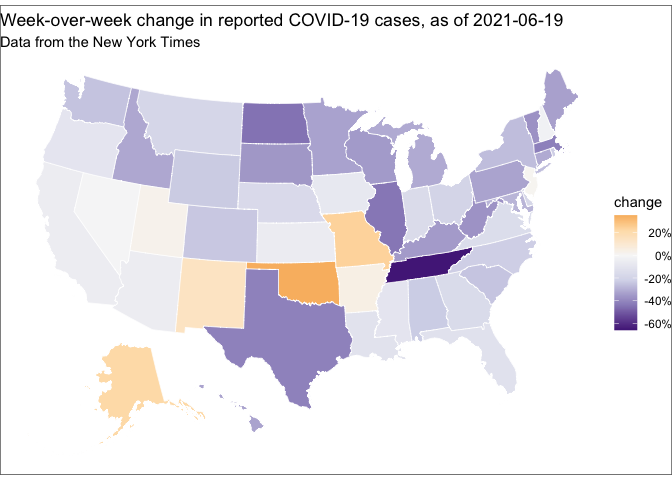 Week-over-week change in reported COVID-19 cases, as of 2021-06-19
Data from the New York Times
change
20%
0%
-20%
-40%
-60%